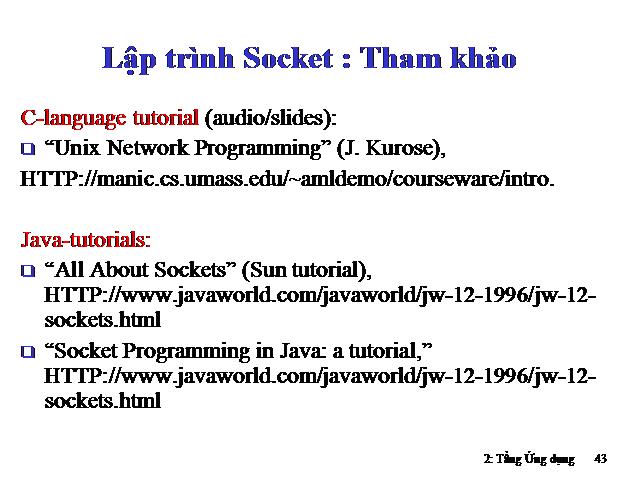 Lập trình Socket : Tham khảo
C-language tutorial (audio/slides):
❑ “Unix Network Programming” (J. Kurose),
HTTP://manic.cs.umass.edu/~amldemo/courseware/intro.
Java-tutorials:
❑ “All About Sockets” (Sun tutorial),
HTTP://www.javaworld.com/javaworld/jw-12-1996/jw-12-
sockets.html
❑ “Socket Programming in Java: a tutorial,”
HTTP://www.javaworld.com/javaworld/jw-12-1996/jw-12-
sockets.html
2: Tầng Ứng dụng 43